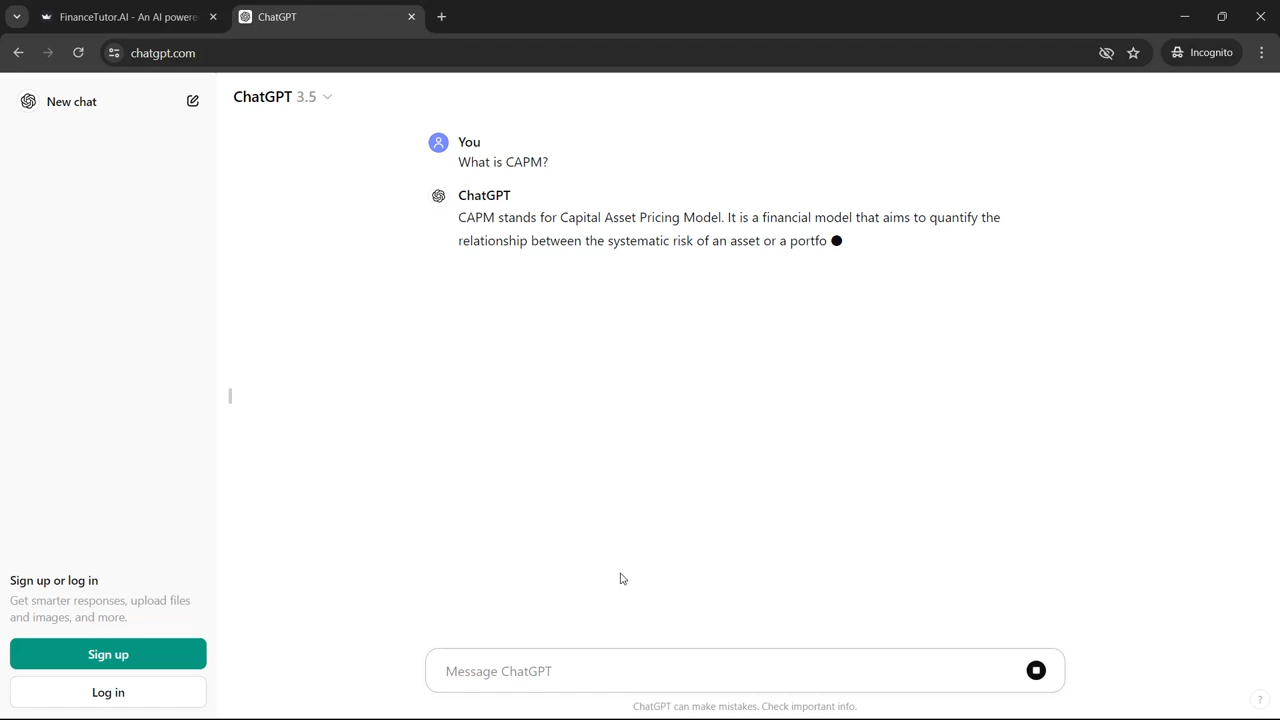 FinanceTutor.AI - An AI powere
ChatGPT
chatgpt.com
Incognito
New chat
ChatGPT 3.5
You
What is CAPM?
ChatGPT
CAPM stands for Capital Asset Pricing Model. It is a financial model that aims to quantify the
relationship between the systematic risk of an asset or a portfo
Sign up or log in
Get smarter responses, upload files
and images, and more.
Sign up
Log in
Message ChatGPT
ChatGPT can make mistakes. Check important info.
?